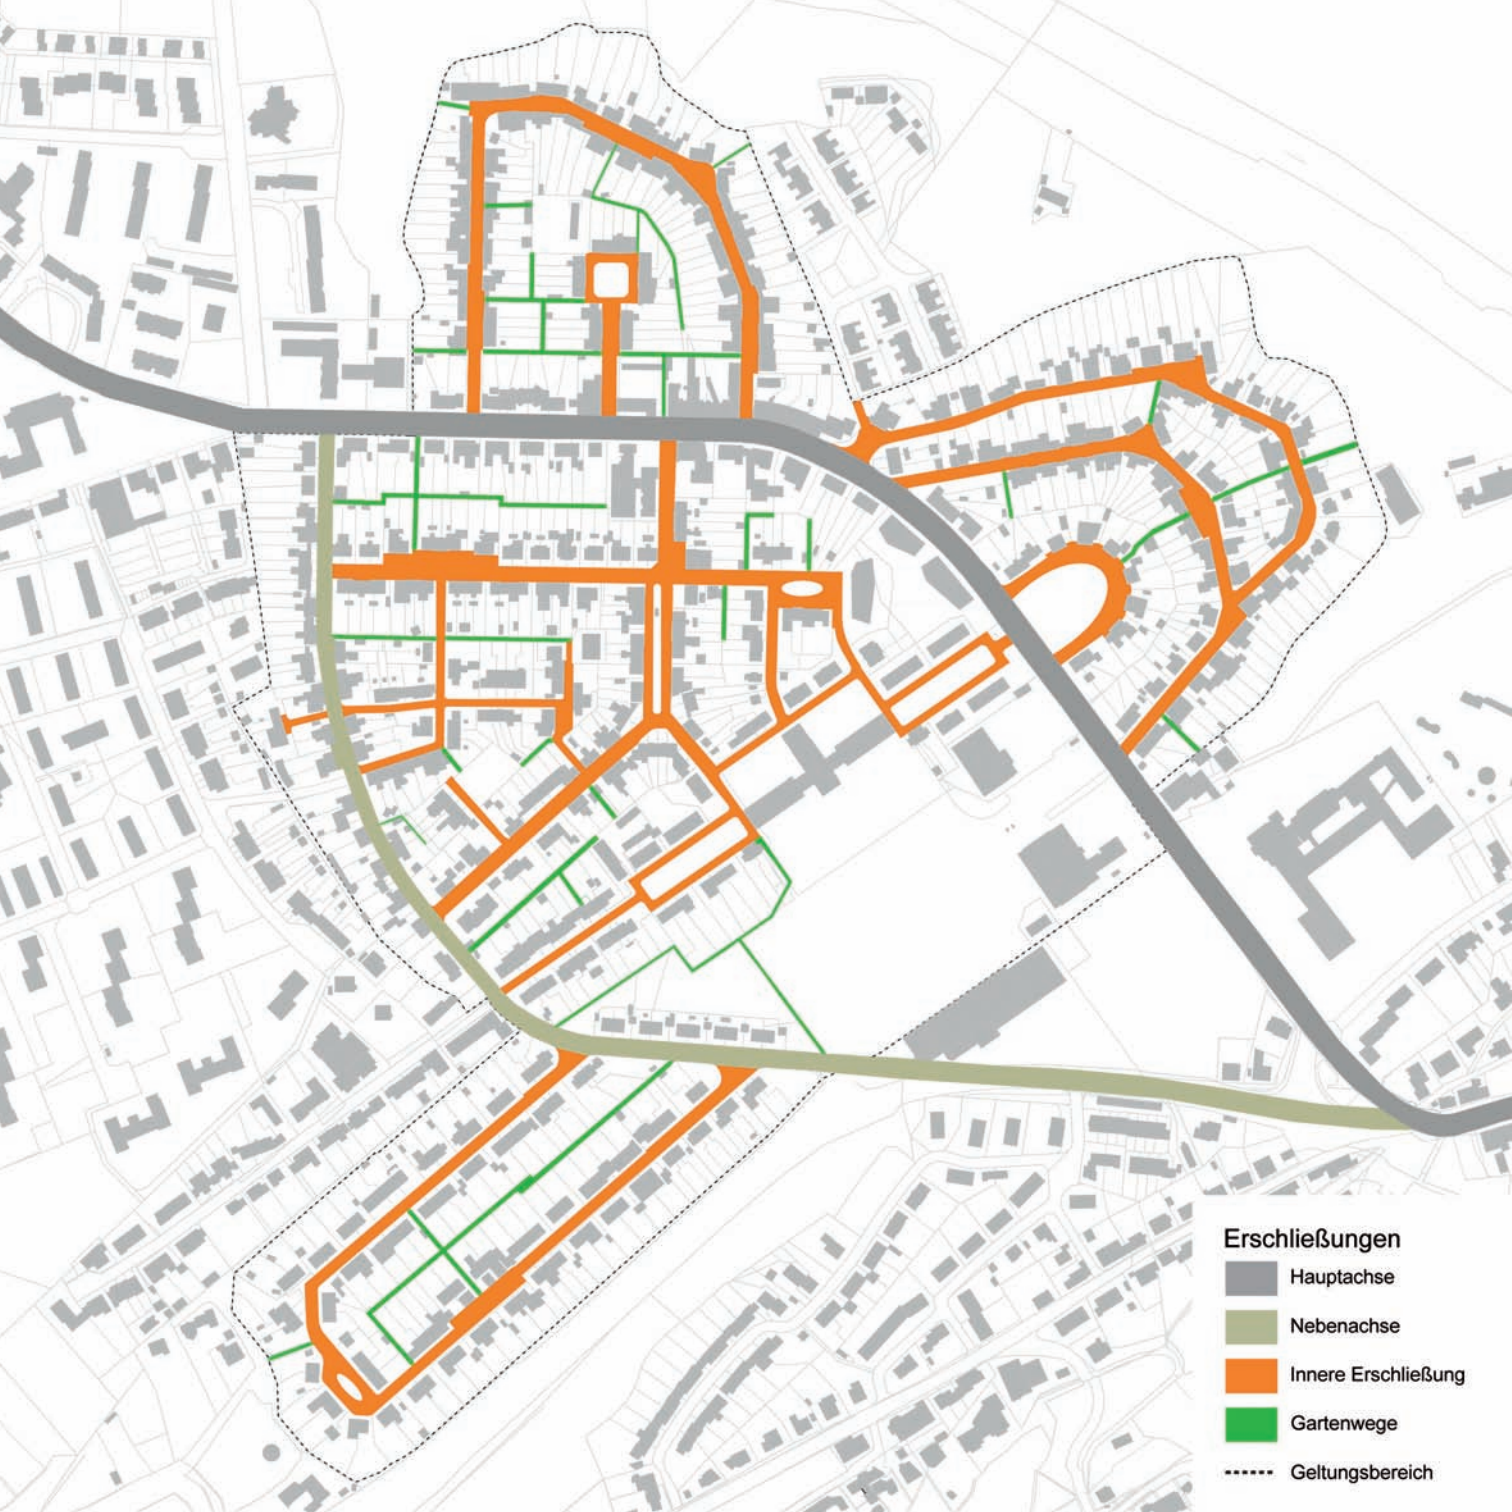 Erschließungen
Hauptachse
Nebenachse
Innere Erschließung
Gartenwege
Geltungsbereich